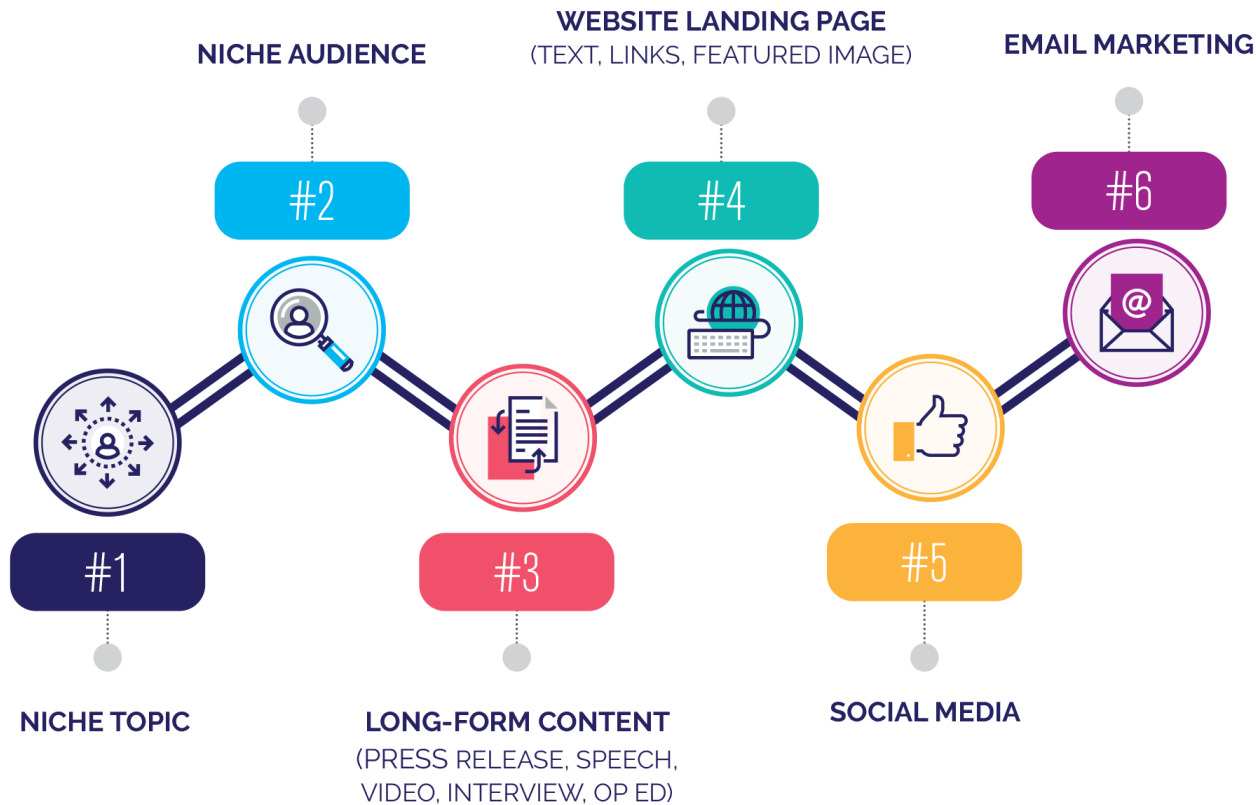 #1
NICHE TOPIC
NICHE AUDIENCE
#2
#3
LONG-FORM CONTENT
(PRESS RELEASE, SPEECH,
VIDEO, INTERVIEW, OP ED)
WEBSITE LANDING PAGE
(TEXT, LINKS, FEATURED IMAGE)
#4
#5
SOCIAL MEDIA
EMAIL MARKETING
#6
@